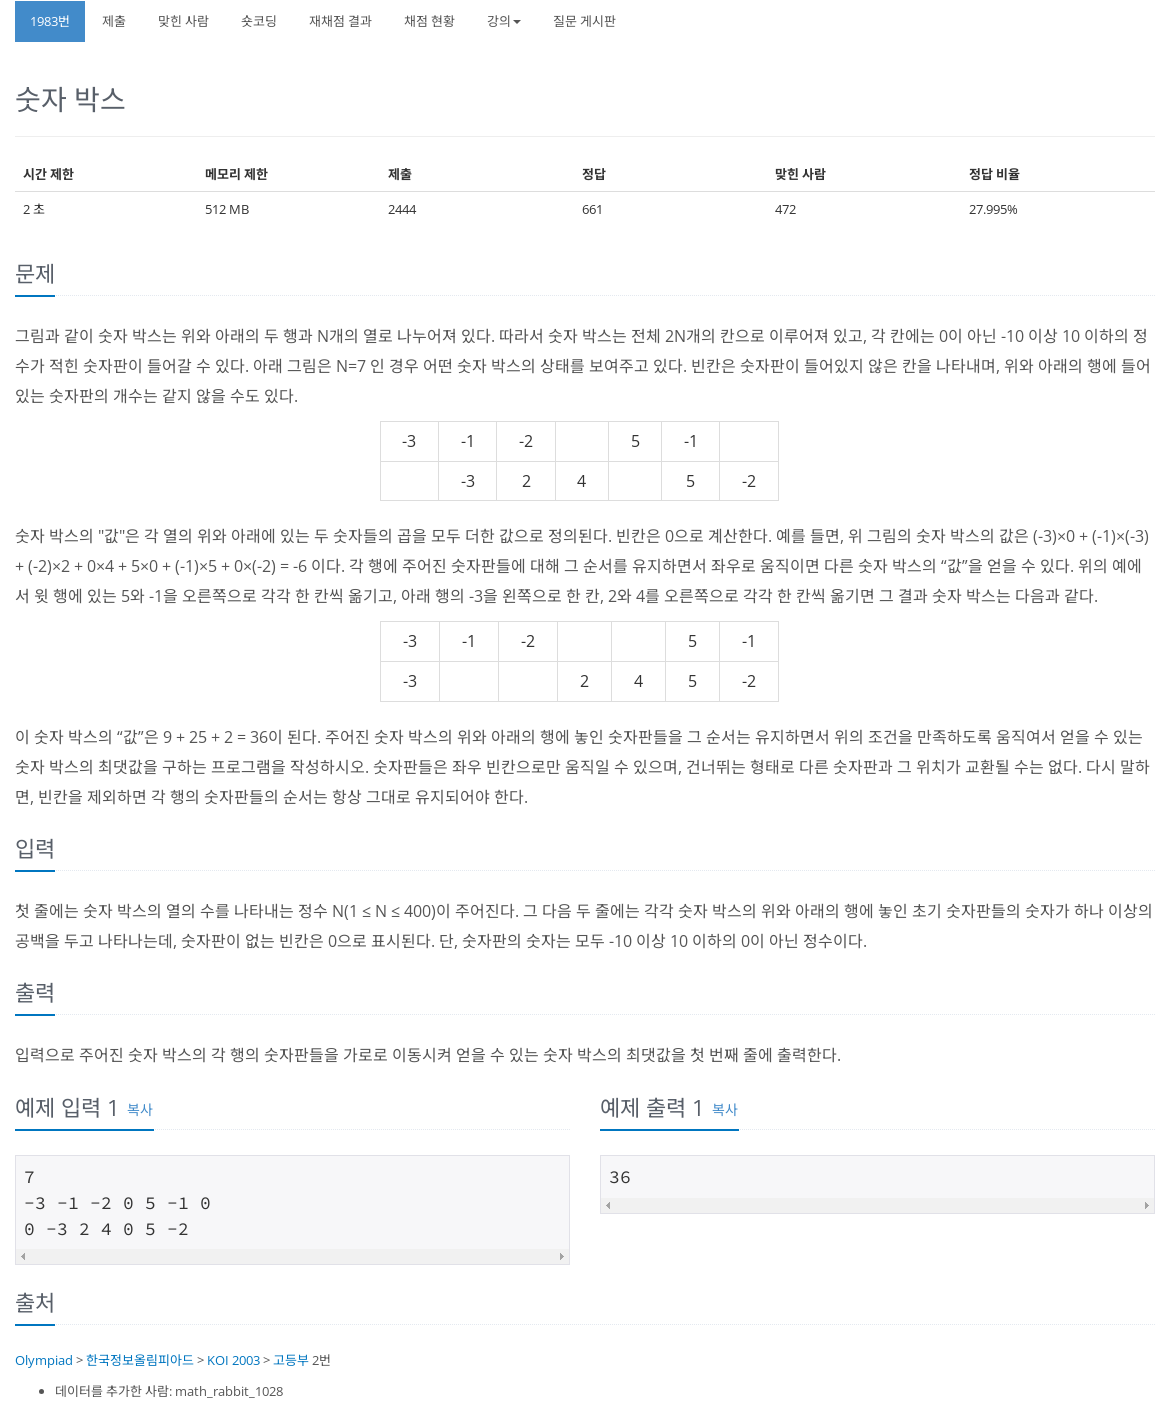 1983번 제출 맞힌 사람 숏코딩 재채점 결과 채점 현황 강의 질문 게시판
숫자 박스
시간 제한 메모리 제한 제출 정답 맞힌 사람 정답 비율
2 초 512 MB 2444 661 472 27.995%
문제
그림과 같이 숫자 박스는 위와 아래의 두 행과 N개의 열로 나누어져 있다. 따라서 숫자 박스는 전체 2N개의 칸으로 이루어져 있고, 각 칸에는 0이 아닌 -10 이상 10 이하의 정
수가 적힌 숫자판이 들어갈 수 있다. 아래 그림은 N=7 인 경우 어떤 숫자 박스의 상태를 보여주고 있다. 빈칸은 숫자판이 들어있지 않은 칸을 나타내며, 위와 아래의 행에 들어
있는 숫자판의 개수는 같지 않을 수도 있다.
-3 -1 -2 5 -1
-3 2 4 5 -2
숫자 박스의 "값"은 각 열의 위와 아래에 있는 두 숫자들의 곱을 모두 더한 값으로 정의된다. 빈칸은 0으로 계산한다. 예를 들면, 위 그림의 숫자 박스의 값은 (-3)×0 + (-1)×(-3)
+ (-2)×2 + 0×4 + 5×0 + (-1)×5 + 0×(-2) = -6 이다. 각 행에 주어진 숫자판들에 대해 그 순서를 유지하면서 좌우로 움직이면 다른 숫자 박스의 “값”을 얻을 수 있다. 위의 예에
서 윗 행에 있는 5와 -1을 오른쪽으로 각각 한 칸씩 옮기고, 아래 행의 -3을 왼쪽으로 한 칸, 2와 4를 오른쪽으로 각각 한 칸씩 옮기면 그 결과 숫자 박스는 다음과 같다.
-3 -1 -2 5 -1
-3 2 4 5 -2
이 숫자 박스의 “값”은 9 + 25 + 2 = 36이 된다. 주어진 숫자 박스의 위와 아래의 행에 놓인 숫자판들을 그 순서는 유지하면서 위의 조건을 만족하도록 움직여서 얻을 수 있는
숫자 박스의 최댓값을 구하는 프로그램을 작성하시오. 숫자판들은 좌우 빈칸으로만 움직일 수 있으며, 건너뛰는 형태로 다른 숫자판과 그 위치가 교환될 수는 없다. 다시 말하
면, 빈칸을 제외하면 각 행의 숫자판들의 순서는 항상 그대로 유지되어야 한다.
입력
첫 줄에는 숫자 박스의 열의 수를 나타내는 정수 N(1 ≤ N ≤ 400)이 주어진다. 그 다음 두 줄에는 각각 숫자 박스의 위와 아래의 행에 놓인 초기 숫자판들의 숫자가 하나 이상의
공백을 두고 나타나는데, 숫자판이 없는 빈칸은 0으로 표시된다. 단, 숫자판의 숫자는 모두 -10 이상 10 이하의 0이 아닌 정수이다.
출력
입력으로 주어진 숫자 박스의 각 행의 숫자판들을 가로로 이동시켜 얻을 수 있는 숫자 박스의 최댓값을 첫 번째 줄에 출력한다.
예제 입력 1 복사
7
-3 -1 -2 0 5 -1 0
0 -3 2 4 0 5 -2
예제 출력 1 복사
36
출처
Olympiad > 한국정보올림피아드 > KOI 2003 > 고등부 2번
데이터를 추가한 사람: math_rabbit_1028